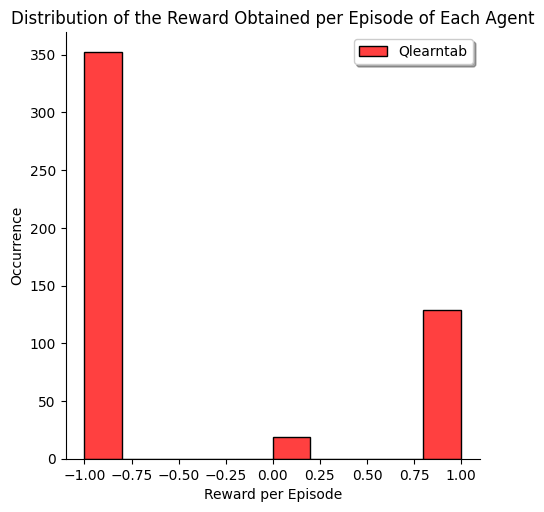 Distribution of the Reward Obtained per Episode of Each Agent
Qlearntab
350
300
250
200
150
100
50
0
Occurrence
−1.00 −0.75 −0.50 −0.25 0.00 0.25 0.50 0.75 1.00
Reward per Episode